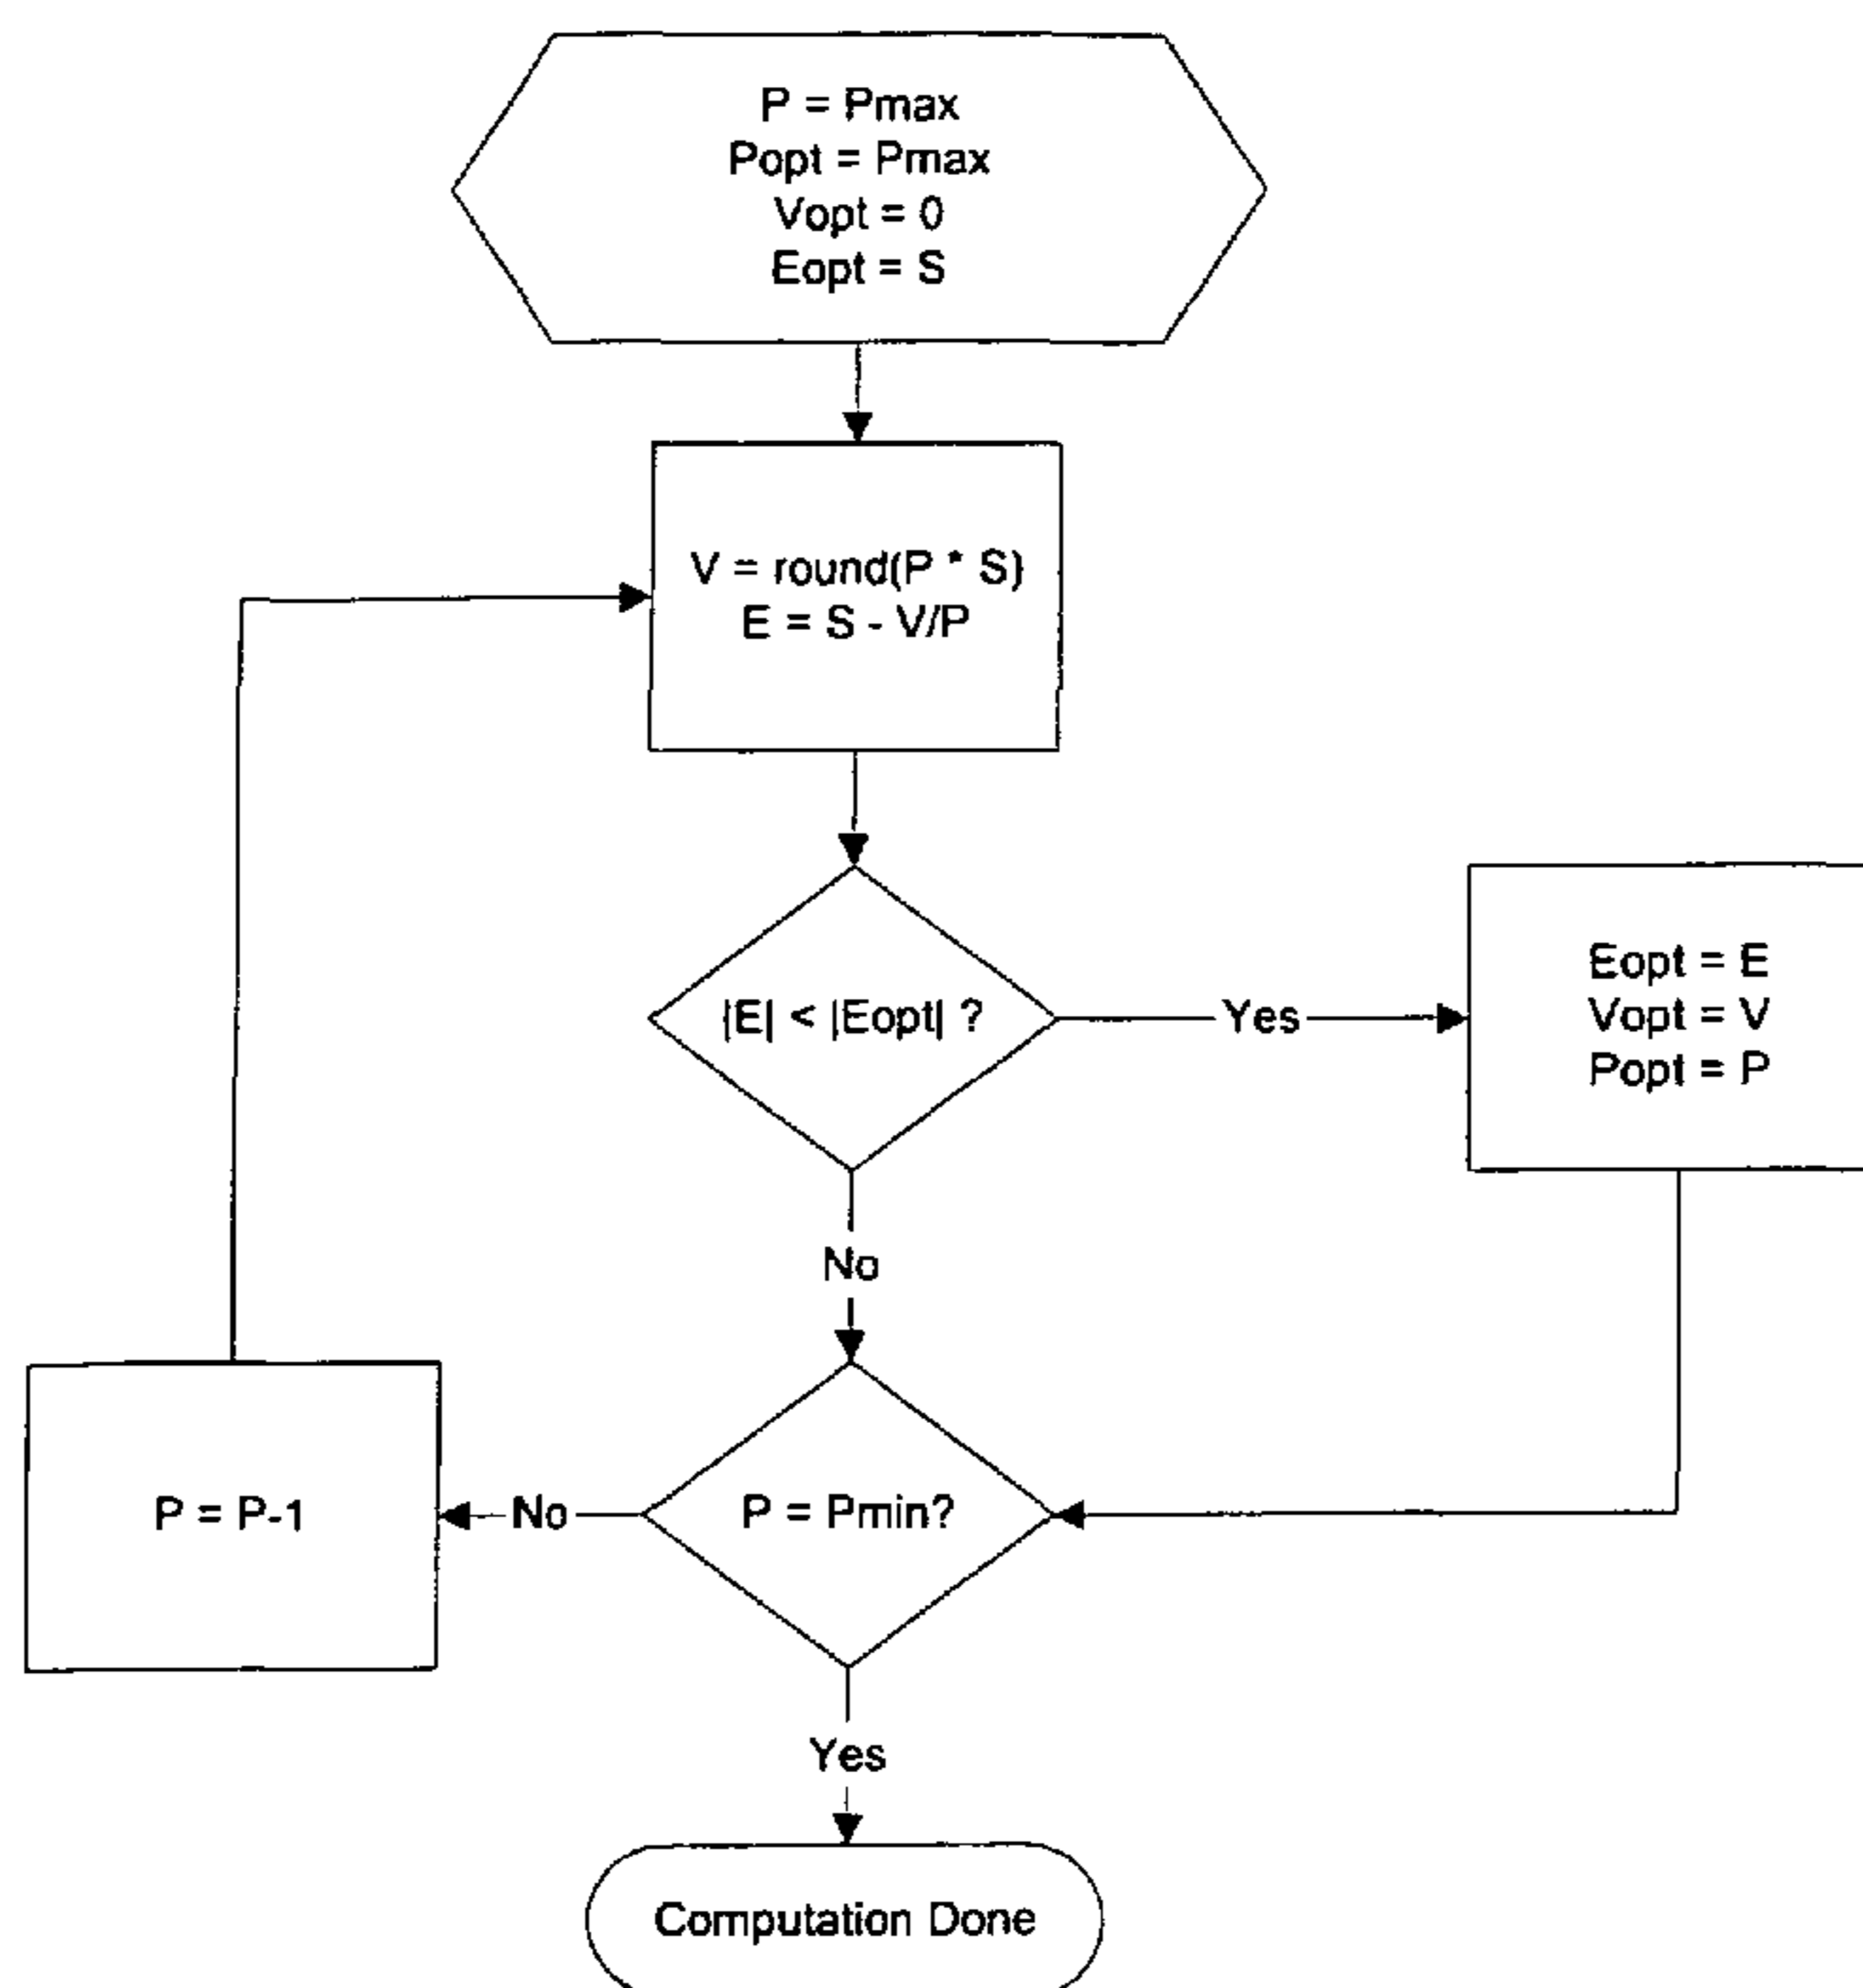 P = Pmax
Popt = Pmax
Vopt = 0
Eopt = S
V = round(P * S)
E = S - V/P
|E| < |Eopt| ?
Yes
Eopt = E
Vopt = V
Popt = P
No
P = P-1
No
P = Pmin?
Yes
Computation Done